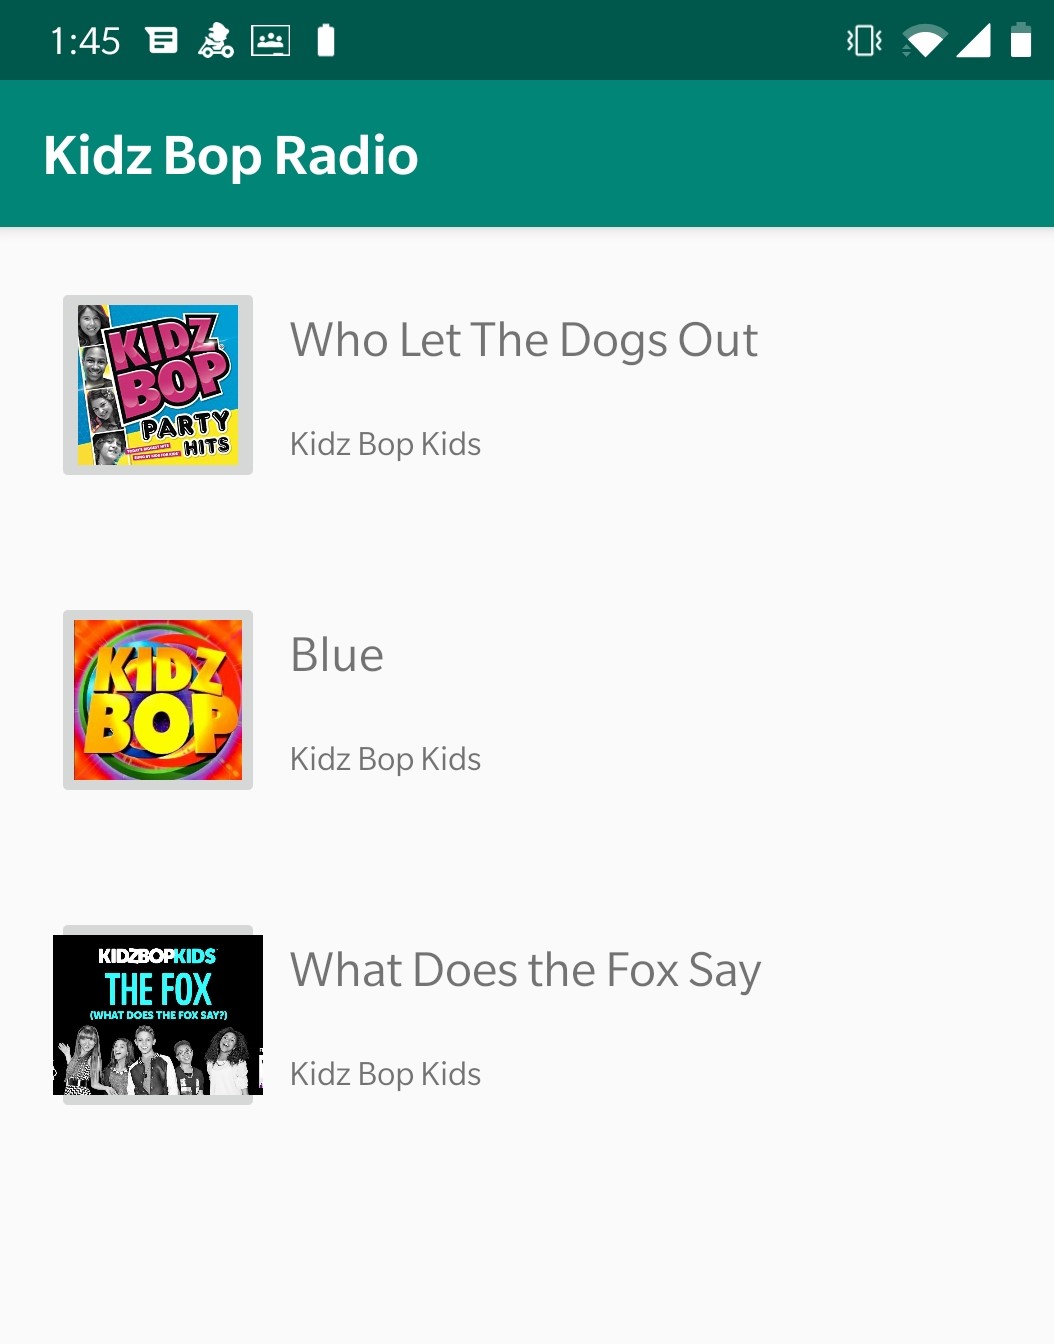 1:45
Kidz Bop Radio
KIDZ
BOP
PARTY
HITS
Who Let The Dogs Out
Kidz Bop Kids
KIDZ
BOP
Blue
Kidz Bop Kids
KIDZBOPKIDS
THE FOX
(WHAT DOES THE FOX SAY?)
What Does the Fox Say
Kidz Bop Kids